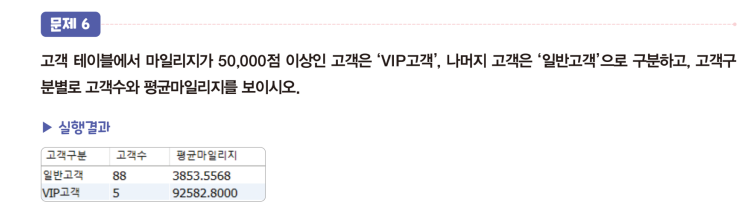 문제 6
고객 테이블에서 마일리지가 50,000점 이상인 고객은 ‘VIP고객’, 나머지 고객은 ‘일반고객’으로 구분하고, 고객구
분별로 고객수와 평균마일리지를 보이시오.
▶ 실행결과
고객구분 고객수 평균마일리지
일반고객 88 3853.5568
VIP고객 5 92582.8000